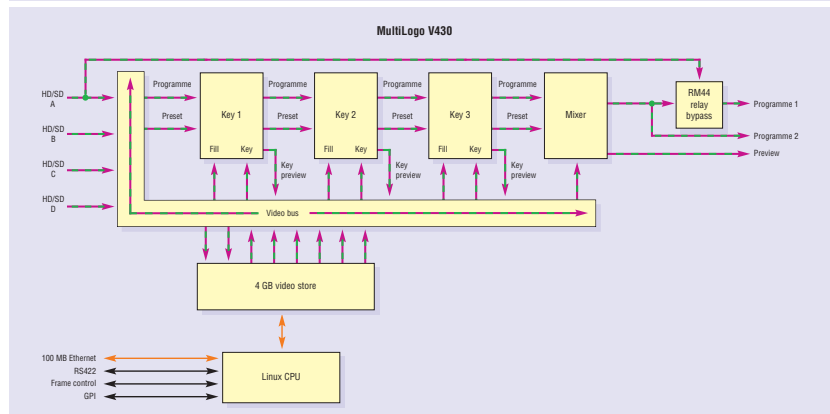 MultiLogo V430
HD/SD
A
HD/SD
B
HD/SD
C
HD/SD
D
Programme
Preset
Key 1
Fill
Key
Programme
Preset
Key
preview
Key 2
Fill
Key
Programme
Preset
Key
preview
Key 3
Fill
Key
Programme
Preset
Key
preview
Mixer
RM44
relay
bypass
Programme 1
Programme 2
Preview
Video bus
4 GB video store
100 MB Ethernet
RS422
Frame control
GPI
Linux CPU